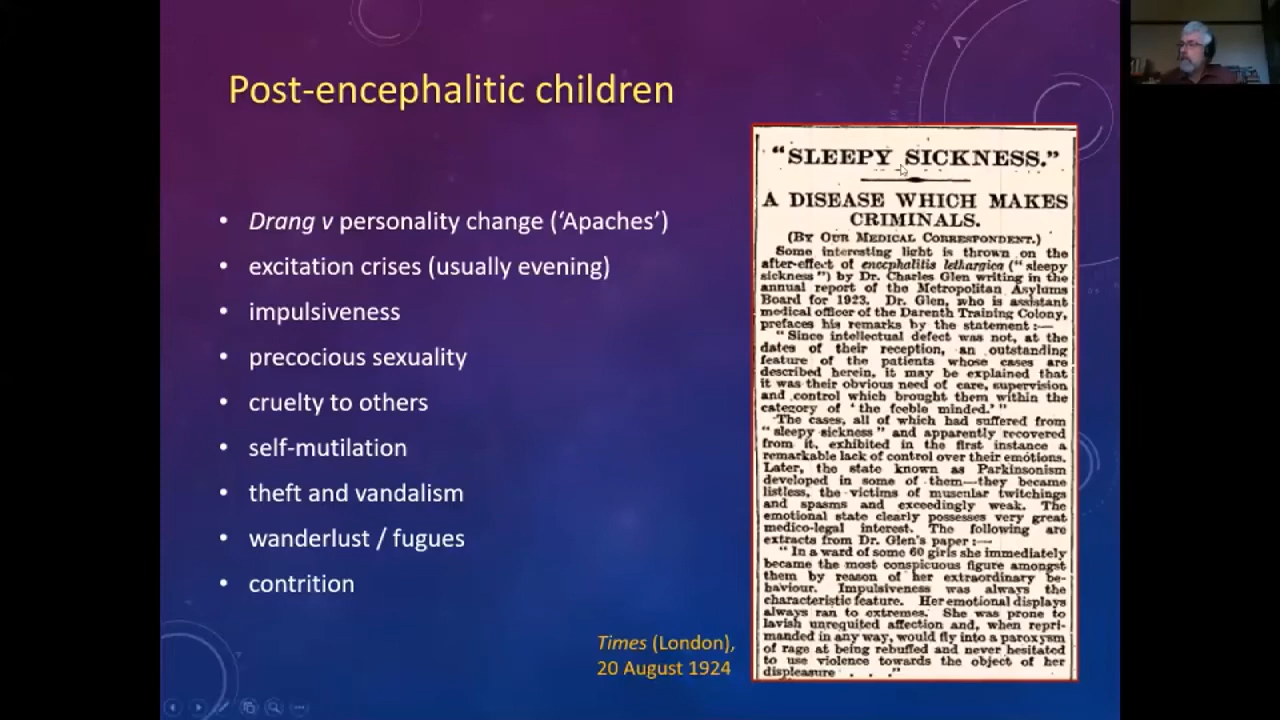 Post-encephalitic children
• Drang v personality change (‘Apaches’)
• excitation crises (usually evening)
• impulsiveness
• precocious sexuality
• cruelty to others
• self-mutilation
• theft and vandalism
• wanderlust / fugues
• contrition
Times (London),
20 August 1924
“SLEEPY SICKNESS.”
A DISEASE WHICH MAKES
CRIMINALS.
(BY OUR MEDICAL CORRESPONDENT.)
Some interesting light is thrown on the
after-effect of encephalitis lethargica (“ sleepy
sickness ”) by Dr. Charles Glen writing in the
annual report of the Metropolitan Asylums
Board for 1923. Dr. Glen, who is assistant
medical officer of the Darenth Training Colony,
prefaces his remarks by the statement :—
“ Since intellectual defect was not, at the
dates of their reception, an outstanding
feature of the patients whose cases are
described herein, it may be explained that
it was their obvious need of care, supervision
and control which brought them within the
category of ‘ the feeble minded.’ ”
The cases, all of which had suffered from
“ sleepy sickness ” and apparently recovered
from it, exhibited in the first instance a
remarkable lack of control over their emotions.
Later, the state known as Parkinsonism
developed in some of them—they became
listless, the victims of muscular twitchings
and spasms and exceedingly weak. The
emotional state clearly possesses very great
medico-legal interest. The following are
extracts from Dr. Glen's paper :—
“ In a ward of some 60 girls she immediately
became the most conspicuous figure amongst
them by reason of her extraordinary be-
haviour. Impulsiveness was always the
characteristic feature. Her emotional displays
always ran to extremes. She was prone to
lavish unrequited affection and, when repri-
manded in any way, would fly into a paroxysm
of rage at being rebuffed and never hesitated
to use violence towards the object of her
displeasure . . .”